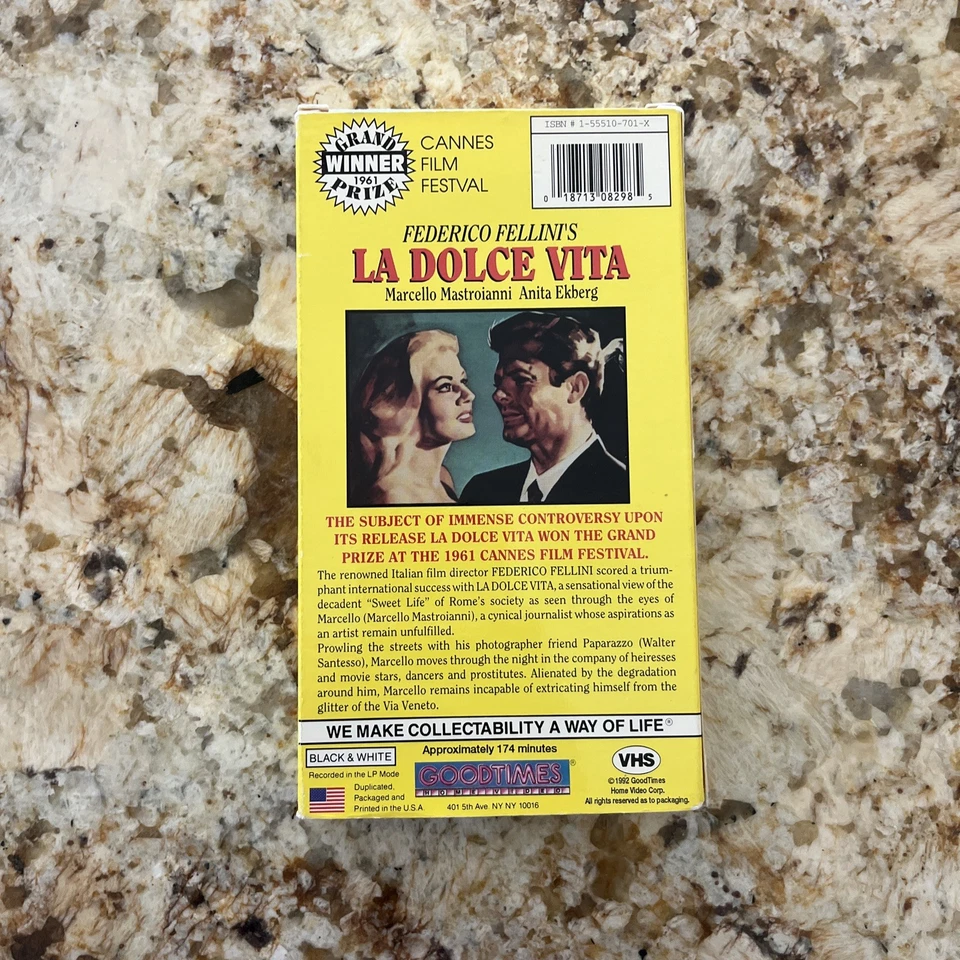 GRAND
WINNER
1961
PRIZE
CANNES
FILM
FESTVAL
ISBN # 1-55510-701-X
0 18713 08298 5
FEDERICO FELLINI'S
LA DOLCE VITA
Marcello Mastroianni Anita Ekberg
THE SUBJECT OF IMMENSE CONTROVERSY UPON
ITS RELEASE LA DOLCE VITA WON THE GRAND
PRIZE AT THE 1961 CANNES FILM FESTIVAL.
The renowned Italian film director FEDERICO FELLINI scored a trium-
phant international success with LA DOLCE VITA, a sensational view of the
decadent “Sweet Life” of Rome's society as seen through the eyes of
Marcello (Marcello Mastroianni), a cynical journalist whose aspirations as
an artist remain unfulfilled.
Prowling the streets with his photographer friend Paparazzo (Walter
Santesso), Marcello moves through the night in the company of heiresses
and movie stars, dancers and prostitutes. Alienated by the degradation
around him, Marcello remains incapable of extricating himself from the
glitter of the Via Veneto.
WE MAKE COLLECTABILITY A WAY OF LIFE®
BLACK & WHITE
Recorded in the LP Mode
Duplicated,
Packaged and
Printed in the U.S.A.
Approximately 174 minutes
GOODTIMES®
HOME VIDEO
401 5th Ave. NY NY 10016
VHS
©1992 GoodTimes
Home Video Corp.
All rights reserved as to packaging.